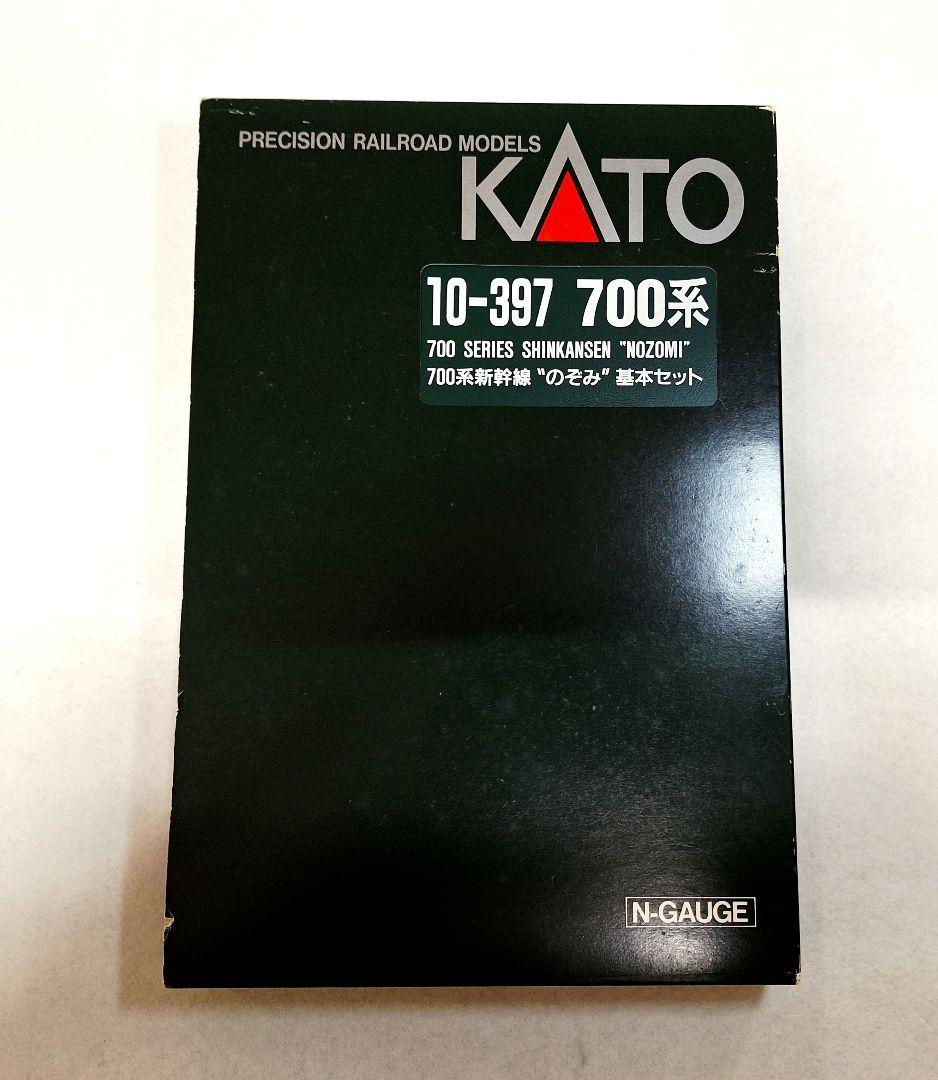 PRECISION RAILROAD MODELS
KATO
10-397 700系
700 SERIES SHINKANSEN "NOZOMI"
700系新幹線 "のぞみ" 基本セット
N-GAUGE